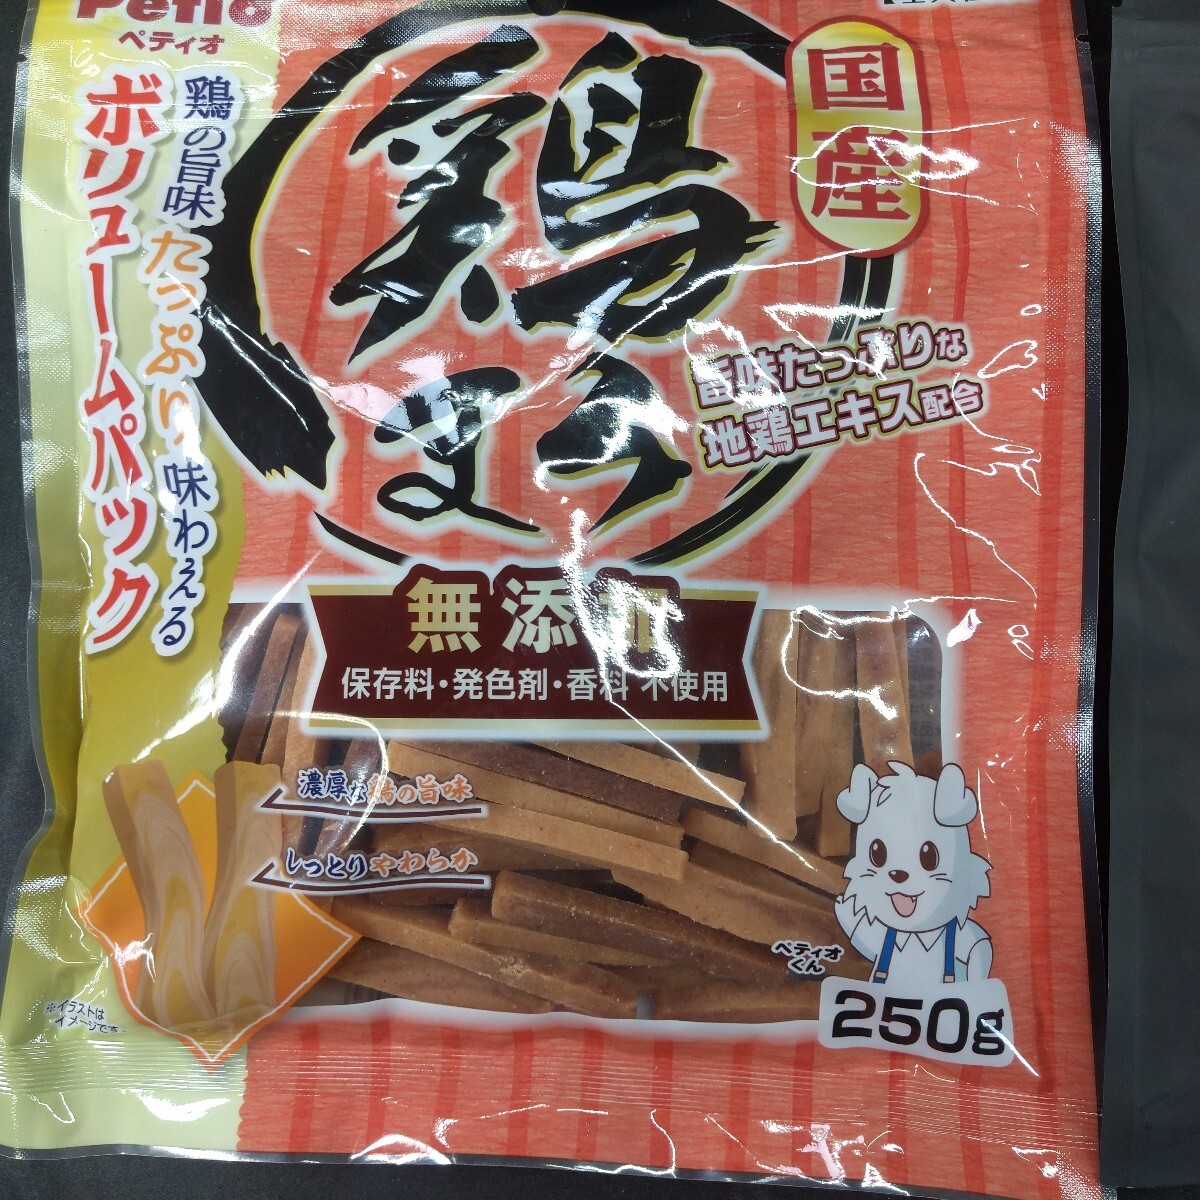 Petio
ペティオ
国産
鶏の旨味たっぷり味わえる
ボリュームパック
鶏
旨味たっぷりな
地鶏エキス配合
無添加
保存料・発色剤・香料 不使用
濃厚な鶏の旨味
しっとりやわらか
ペティオ
くん
※イラストは
イメージです
250g